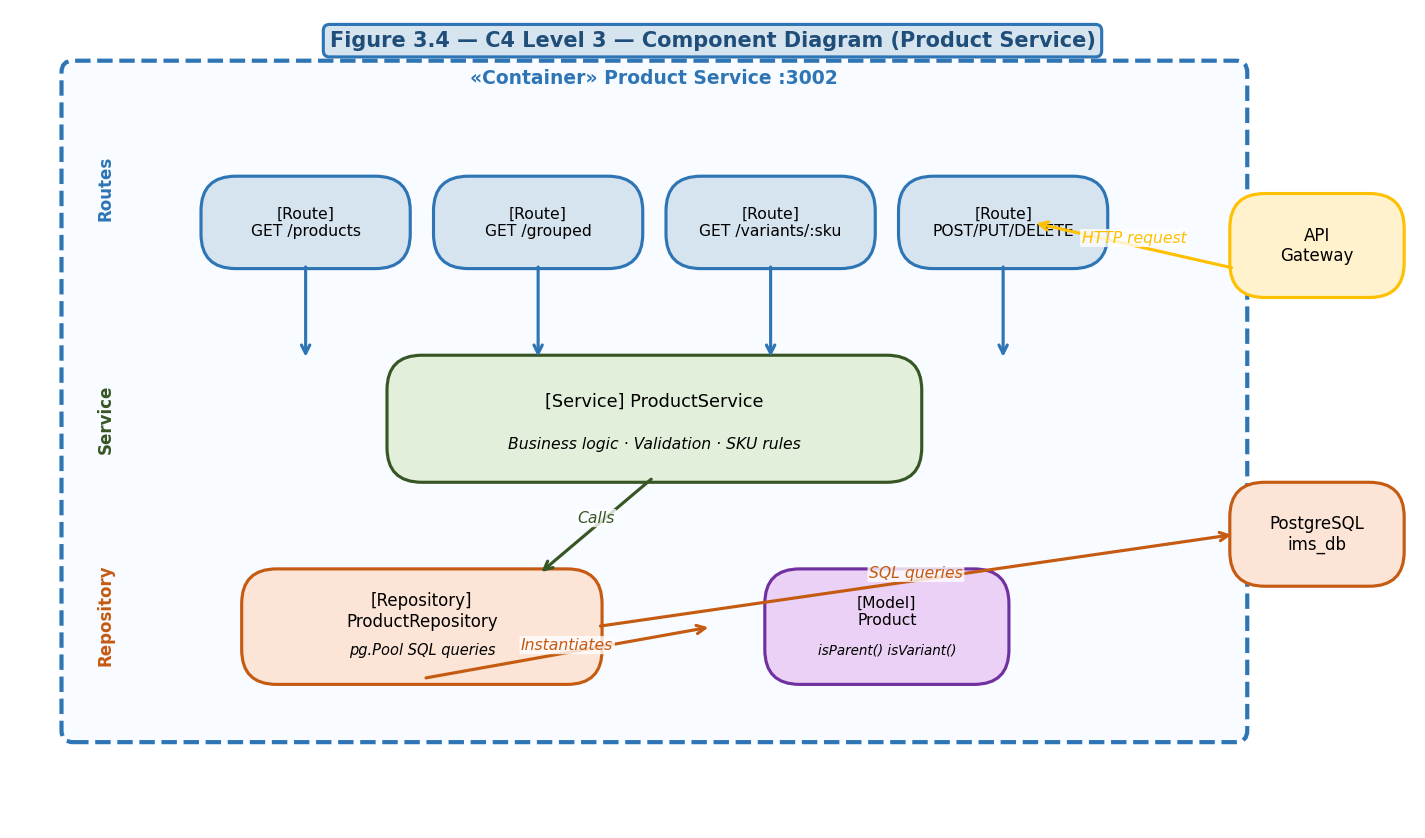 Figure 3.4 — C4 Level 3 — Component Diagram (Product Service)
«Container» Product Service :3002
Routes
[Route]
GET /products
[Route]
GET /grouped
[Route]
GET /variants/:sku
[Route]
POST/PUT/DELETE
HTTP request
API
Gateway
Service
[Service] ProductService
Business logic · Validation · SKU rules
Calls
PostgreSQL
ims_db
SQL queries
Repository
[Repository]
ProductRepository
pg.Pool SQL queries
Instantiates
[Model]
Product
isParent() isVariant()